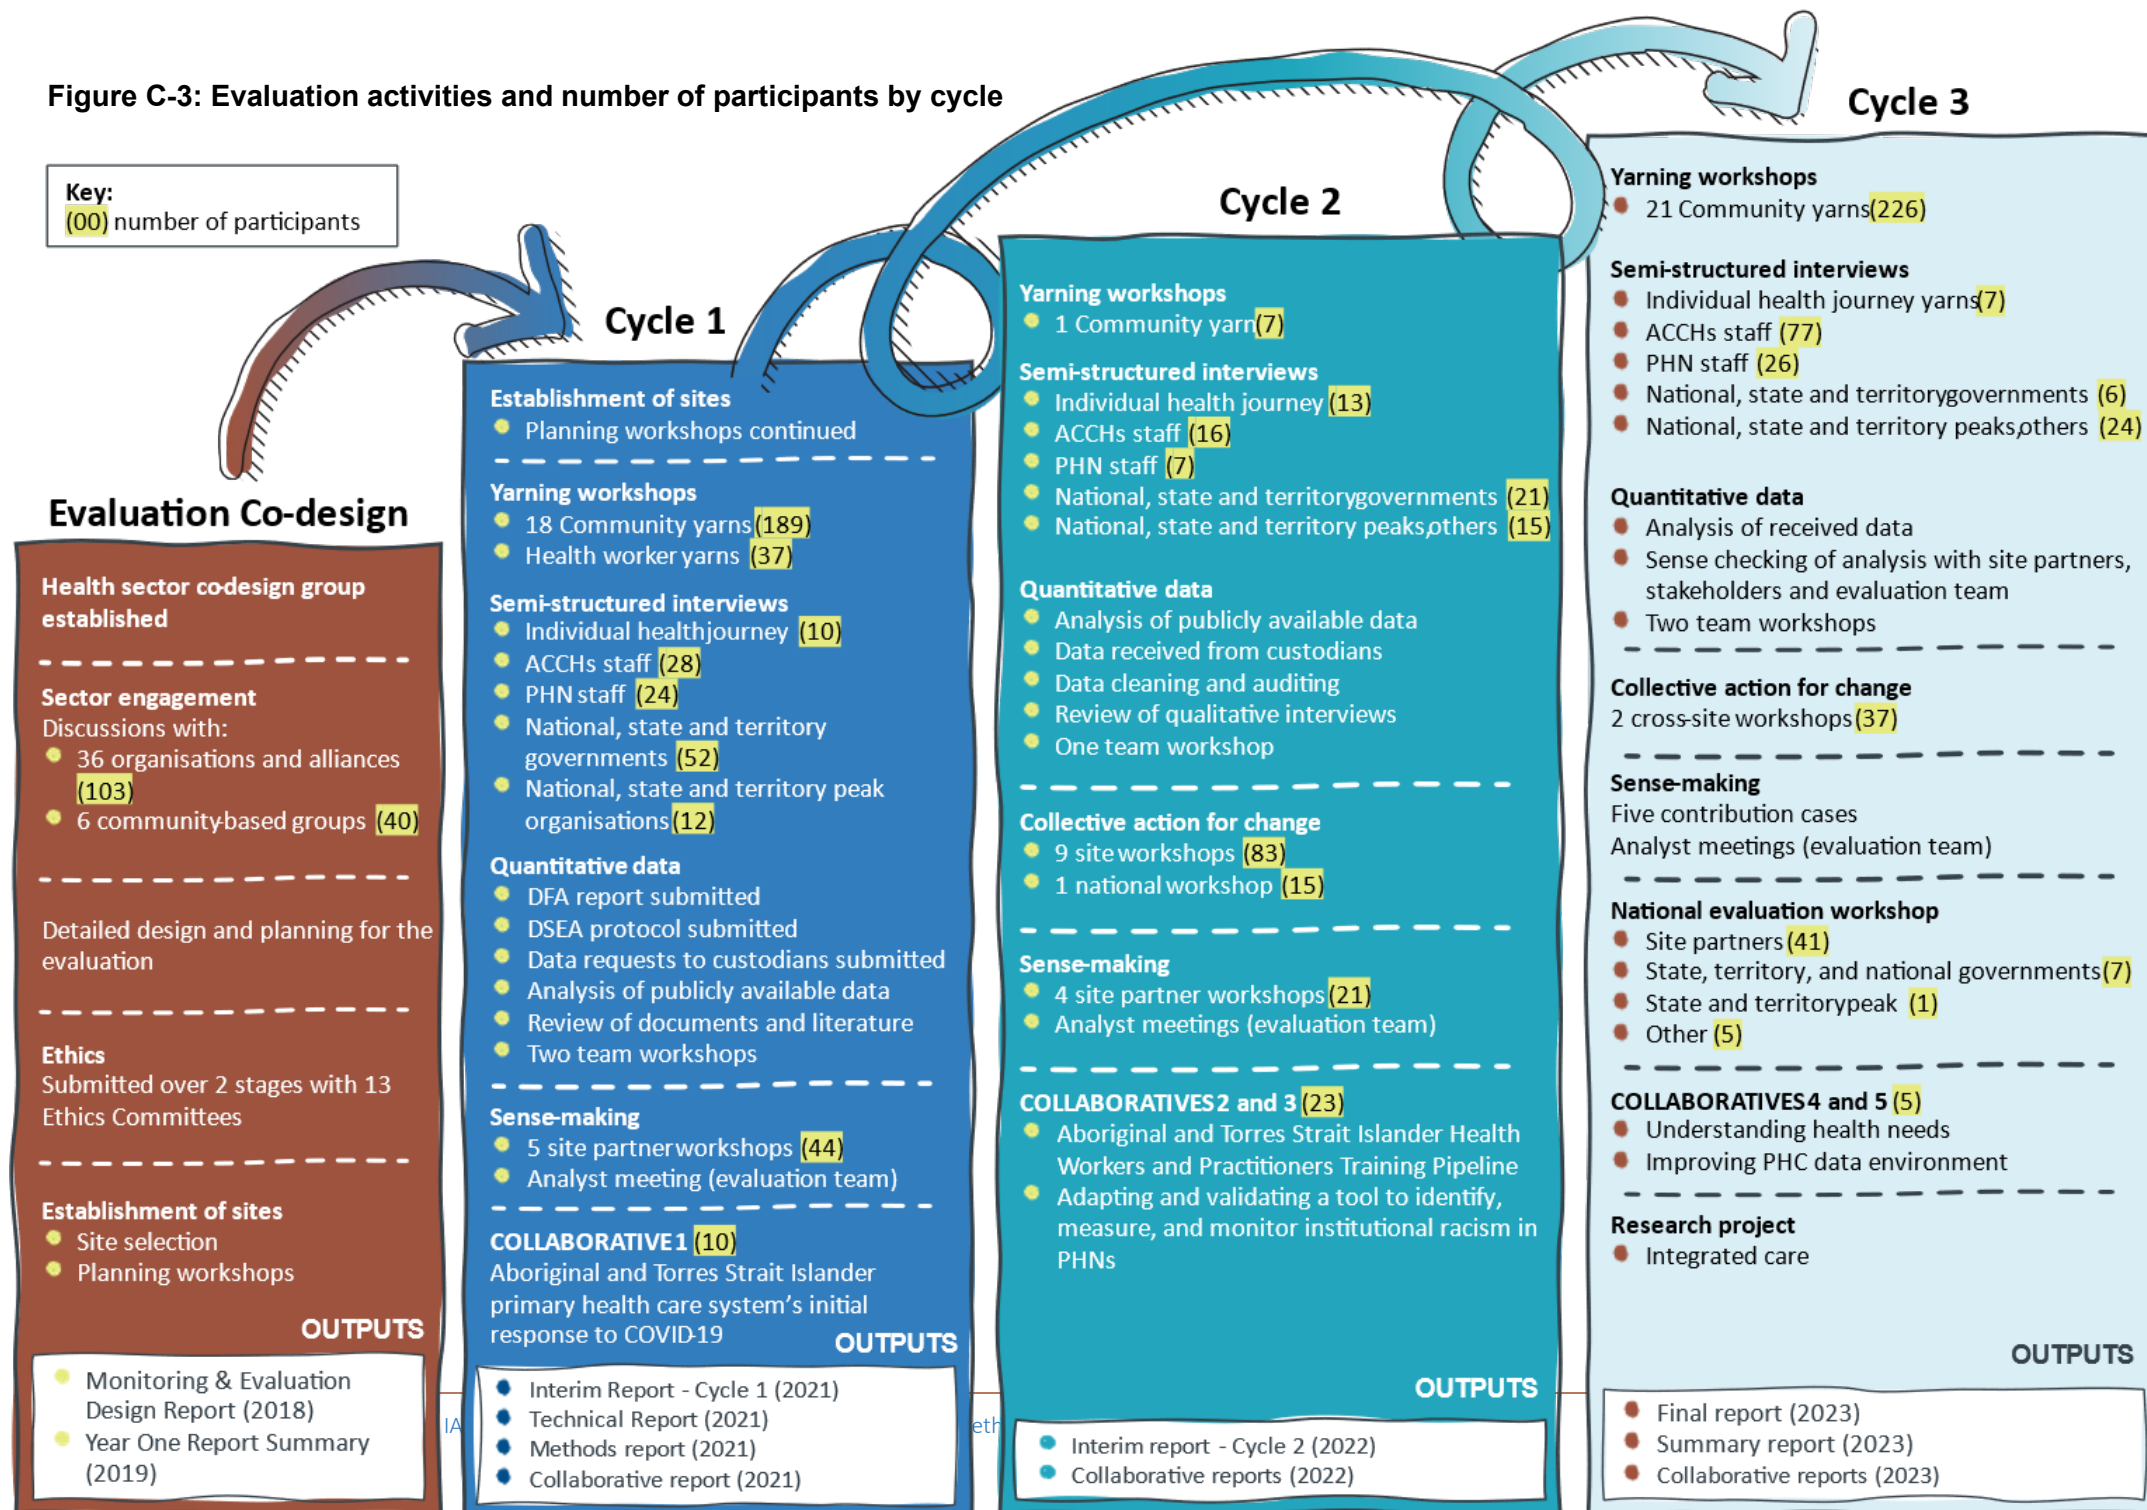 Figure C-3: Evaluation activities and number of participants by cycle
Key:
(00) number of participants
Evaluation Co-design
Health sector co-design group
established
Sector engagement
Discussions with:
36 organisations and alliances
(103)
6 community-based groups (40)
Detailed design and planning for the
evaluation
Ethics
Submitted over 2 stages with 13
Ethics Committees
Establishment of sites
Site selection
Planning workshops
OUTPUTS
Monitoring & Evaluation
Design Report (2018)
Year One Report Summary
(2019)
Cycle 1
Establishment of sites
Planning workshops continued
Yarning workshops
18 Community yarns (189)
Health worker yarns (37)
Semi-structured interviews
Individual health journey (10)
ACCHs staff (28)
PHN staff (24)
National, state and territory
governments (52)
National, state and territory peak
organisations (12)
Quantitative data
DFA report submitted
DSEA protocol submitted
Data requests to custodians submitted
Analysis of publicly available data
Review of documents and literature
Two team workshops
Sense-making
5 site partner workshops (44)
Analyst meeting (evaluation team)
COLLABORATIVE 1 (10)
Aboriginal and Torres Strait Islander
primary health care system's initial
response to COVID-19
OUTPUTS
Interim Report - Cycle 1 (2021)
Technical Report (2021)
Methods report (2021)
Collaborative report (2021)
Cycle 2
Yarning workshops
1 Community yarn (7)
Semi-structured interviews
Individual health journey (13)
ACCHs staff (16)
PHN staff (7)
National, state and territory governments (21)
National, state and territory peaks, others (15)
Quantitative data
Analysis of publicly available data
Data received from custodians
Data cleaning and auditing
Review of qualitative interviews
One team workshop
Collective action for change
9 site workshops (83)
1 national workshop (15)
Sense-making
4 site partner workshops (21)
Analyst meetings (evaluation team)
COLLABORATIVES 2 and 3 (23)
Aboriginal and Torres Strait Islander Health
Workers and Practitioners Training Pipeline
Adapting and validating a tool to identify,
measure, and monitor institutional racism in
PHNs
OUTPUTS
Interim report - Cycle 2 (2022)
Collaborative reports (2022)
Cycle 3
Yarning workshops
21 Community yarns (226)
Semi-structured interviews
Individual health journey yarns (7)
ACCHs staff (77)
PHN staff (26)
National, state and territory governments (6)
National, state and territory peaks, others (24)
Quantitative data
Analysis of received data
Sense checking of analysis with site partners,
stakeholders and evaluation team
Two team workshops
Collective action for change
2 cross-site workshops (37)
Sense-making
Five contribution cases
Analyst meetings (evaluation team)
National evaluation workshop
Site partners (41)
State, territory, and national governments (7)
State and territory peak (1)
Other (5)
COLLABORATIVES 4 and 5 (5)
Understanding health needs
Improving PHC data environment
Research project
Integrated care
OUTPUTS
Final report (2023)
Summary report (2023)
Collaborative reports (2023)